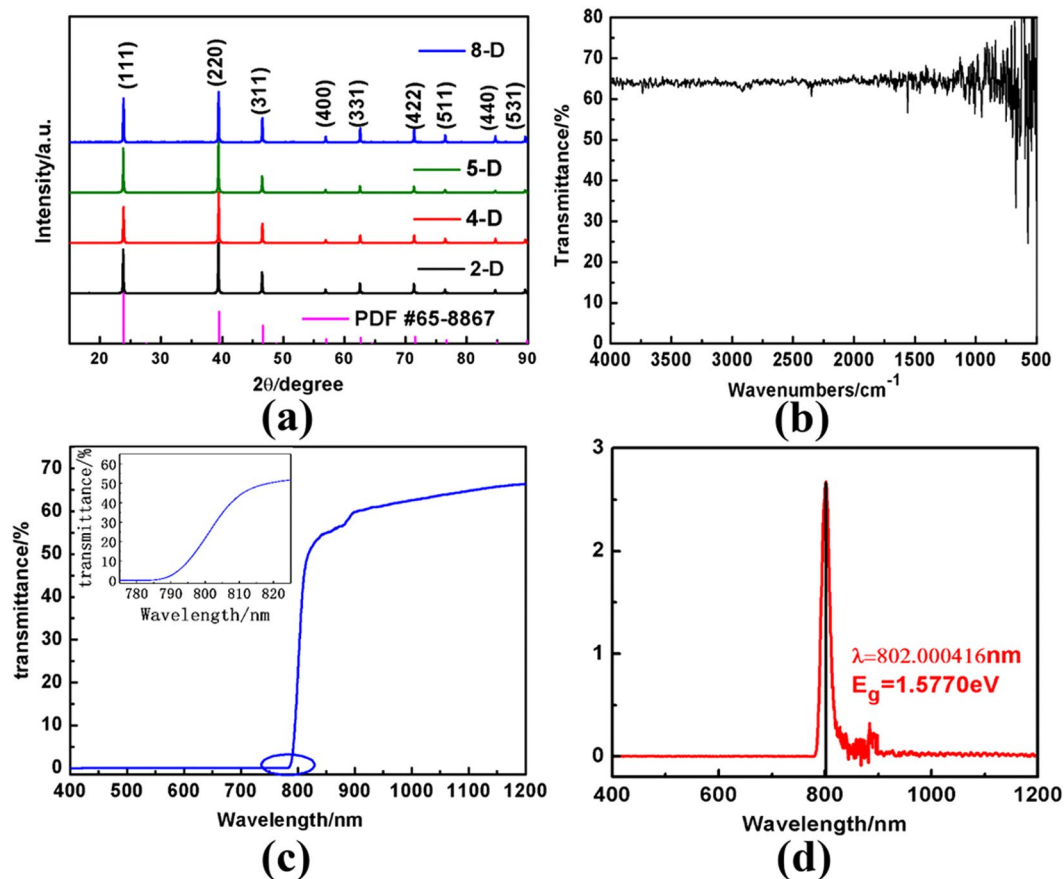 8-D
(111)
(220)
(311)
(400)
(331)
(422)
(511)
(440)
(531)
5-D
4-D
2-D
PDF #65-8867
Intensity/a.u.
20 30 40 50 60 70 80 90
2θ/degree
(a)
80
70
60
50
40
30
20
10
0
Transmittance/%
4000 3500 3000 2500 2000 1500 1000 500
Wavenumbers/cm-1
(b)
70
60
50
40
30
20
10
0
transmittance/%
60
50
40
30
20
10
0
transmittance/%
780 790 800 810 820
Wavelength/nm
400 500 600 700 800 900 1000 1100 1200
Wavelength/nm
(c)
3
2
1
0
λ=802.000416nm
Eg=1.5770eV
400 600 800 1000 1200
Wavelength/nm
(d)